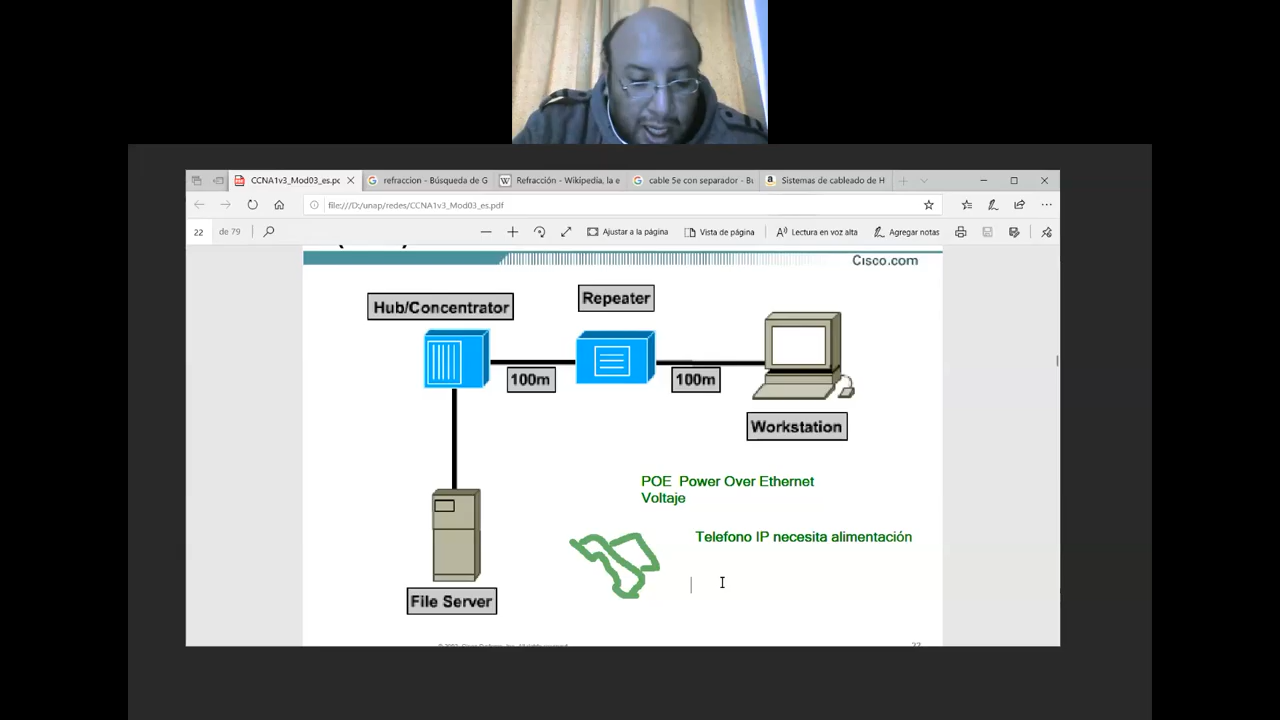 CCNA1v3_Mod03_es.pc
refraccion - Búsqueda de G
Refracción - Wikipedia, la e
cable 5e con separador - Bu
Sistemas de cableado de H
file:///D:/unap/redes/CCNA1v3_Mod03_es.pdf
22 de 79
Ajustar a la página
Vista de página
Lectura en voz alta
Agregar notas
Cisco.com
Hub/Concentrator
Repeater
100m
100m
Workstation
POE Power Over Ethernet
Voltaje
Telefono IP necesita alimentación
File Server